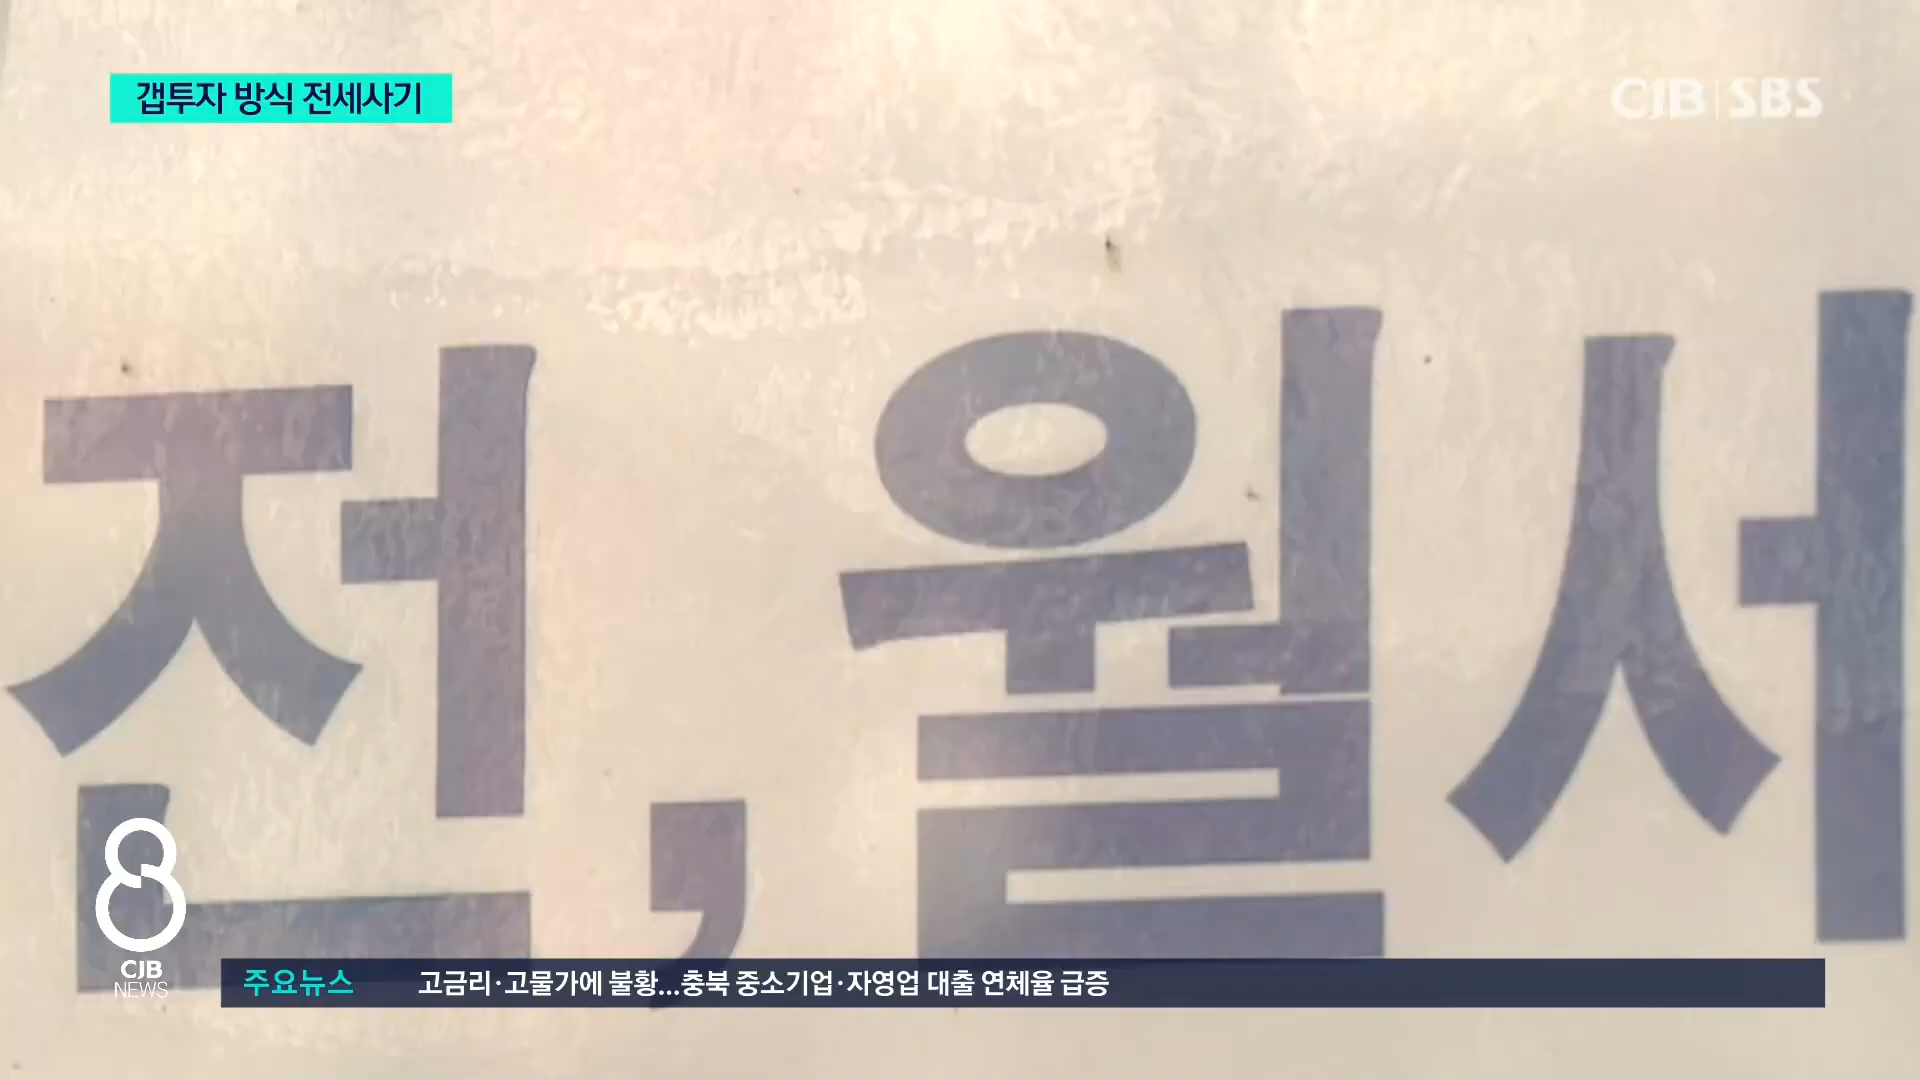 갭투자 방식 전세사기
CJB SBS
전, 월서
8
CJB
NEWS
주요뉴스 고금리·고물가에 불황...충북 중소기업·자영업 대출 연체율 급증